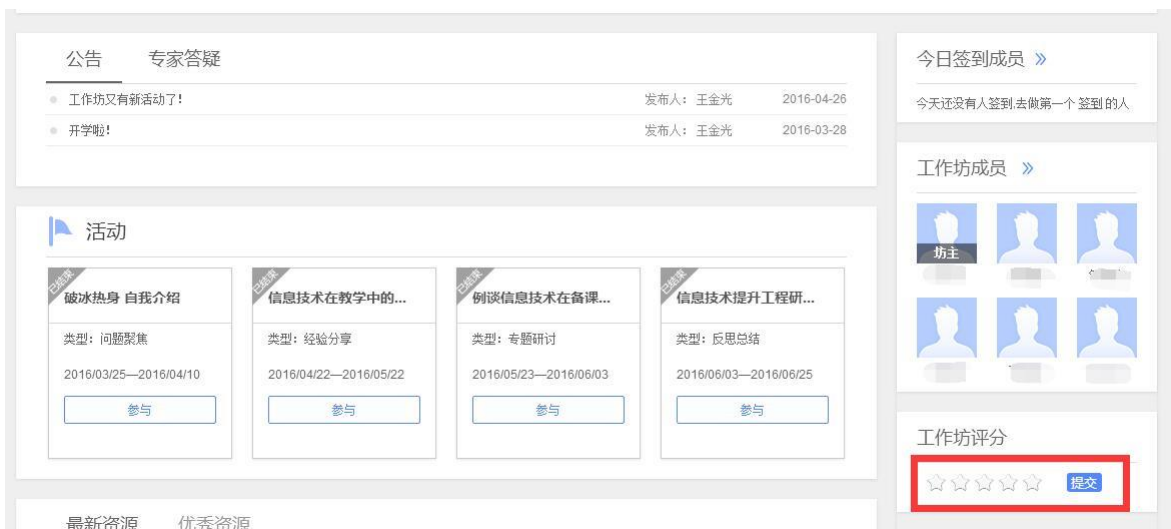 公告 专家答疑
工作坊又有新活动了! 发布人: 王金光 2016-04-26
开学啦! 发布人: 王金光 2016-03-28
活动
已结束
破冰热身 自我介绍
类型: 问题聚焦
2016/03/25—2016/04/10
参与
已结束
信息技术在教学中的...
类型: 经验分享
2016/04/22—2016/05/22
参与
已结束
例谈信息技术在备课...
类型: 专题研讨
2016/05/23—2016/06/03
参与
已结束
信息技术提升工程研...
类型: 反思总结
2016/06/03—2016/06/25
参与
最新资源 优秀资源
今日签到成员 »
今天还没有人签到,去做第一个 签到 的人
工作坊成员 »
坊主
工作坊评分
提交